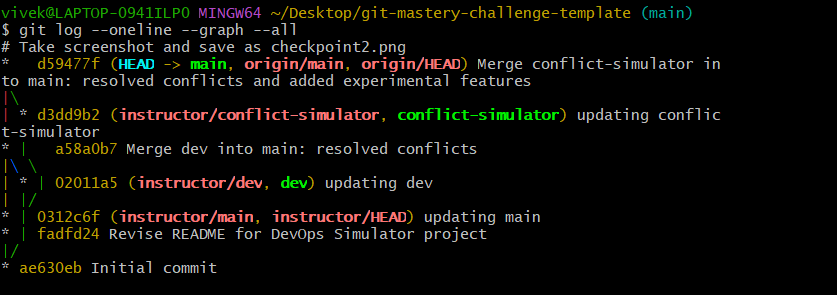 vivek@LAPTOP-0941ILPO MINGW64 ~/Desktop/git-mastery-challenge-template (main)
$ git log --oneline --graph --all
# Take screenshot and save as checkpoint2.png
*   d59477f (HEAD -> main, origin/main, origin/HEAD) Merge conflict-simulator in
to main: resolved conflicts and added experimental features
|\
| * d3dd9b2 (instructor/conflict-simulator, conflict-simulator) updating conflic
t-simulator
* |   a58a0b7 Merge dev into main: resolved conflicts
|\ \
| * | 02011a5 (instructor/dev, dev) updating dev
| |/
* | 0312c6f (instructor/main, instructor/HEAD) updating main
* | fadfd24 Revise README for DevOps Simulator project
|/
* ae630eb Initial commit